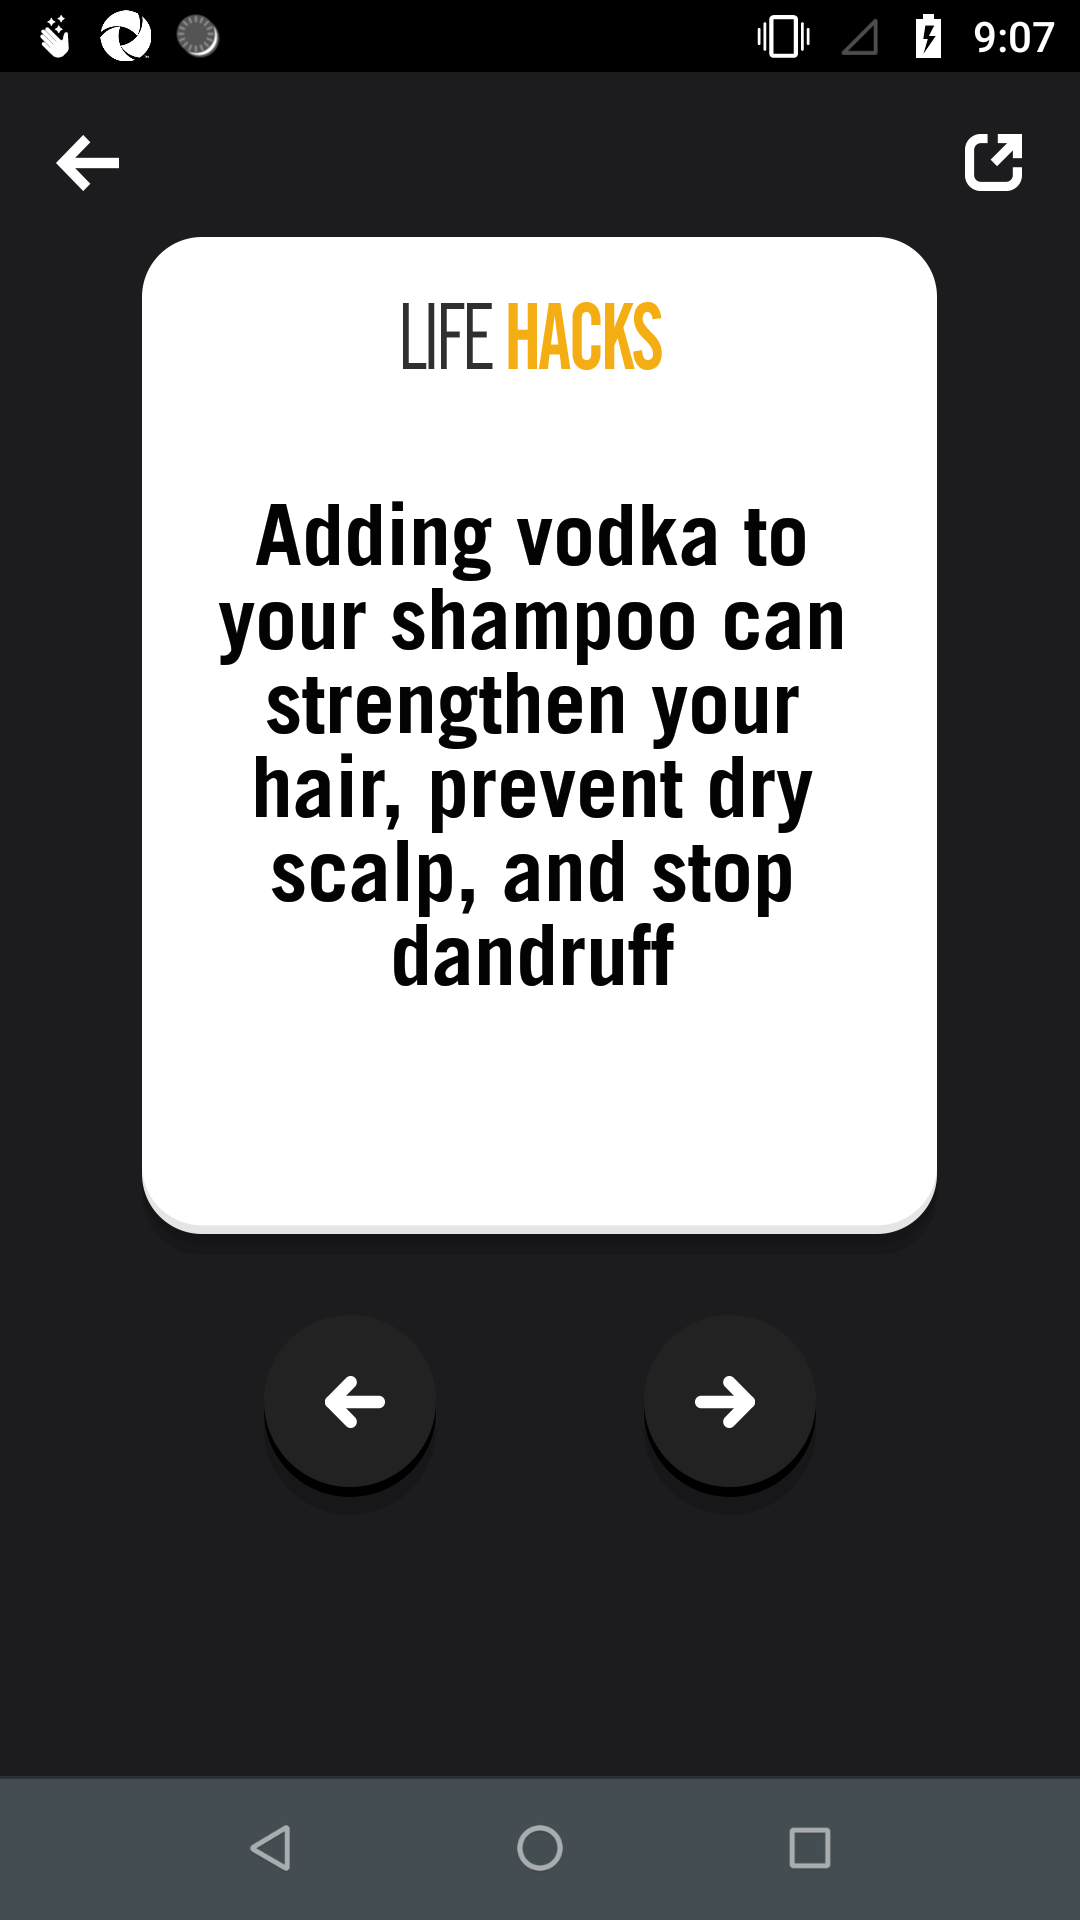 9:07
LIFE HACKS
Adding vodka to
your shampoo can
strengthen your
hair, prevent dry
scalp, and stop
dandruff